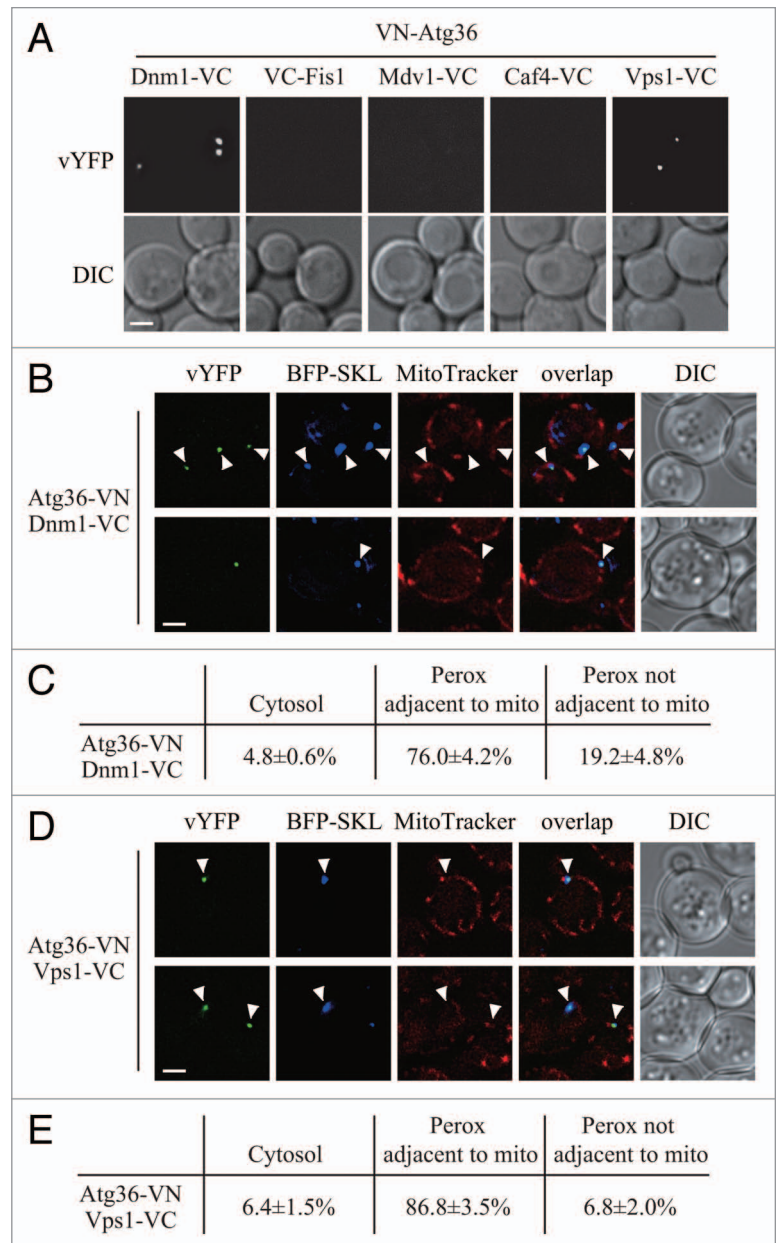 A
VN-Atg36
Dnm1-VC VC-Fis1 Mdv1-VC Caf4-VC Vps1-VC
vYFP
DIC
B
vYFP BFP-SKL MitoTracker overlap DIC
Atg36-VN
Dnm1-VC
C
Cytosol Perox adjacent to mito Perox not adjacent to mito
Atg36-VN
Dnm1-VC
4.8±0.6% 76.0±4.2% 19.2±4.8%
D
vYFP BFP-SKL MitoTracker overlap DIC
Atg36-VN
Vps1-VC
E
Cytosol Perox adjacent to mito Perox not adjacent to mito
Atg36-VN
Vps1-VC
6.4±1.5% 86.8±3.5% 6.8±2.0%